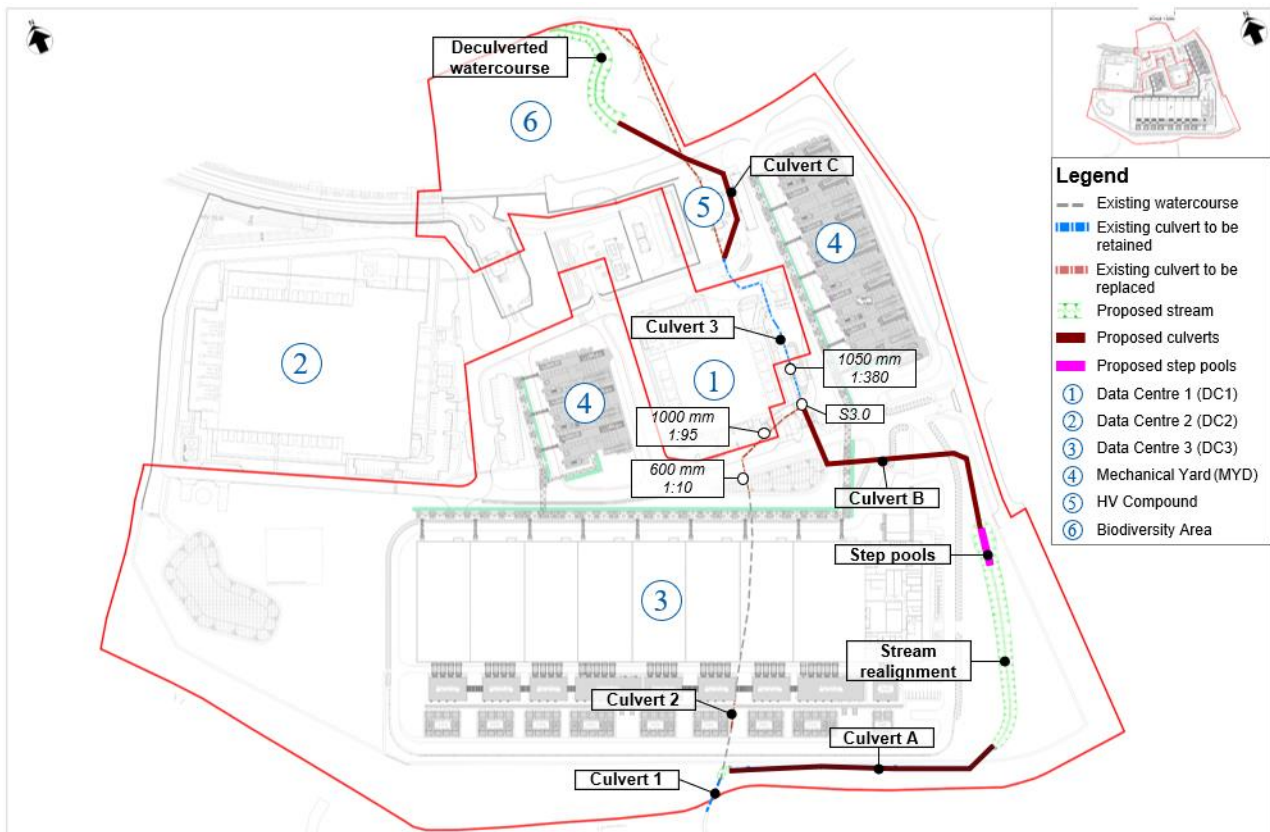 N
N
Deculverted
watercourse
6
Culvert C
5
4
Culvert 3
2
1
4
1050 mm
1:380
1000 mm
1:95
S3.0
600 mm
1:10
Culvert B
Step pools
3
Stream
realignment
Culvert 2
Culvert A
Culvert 1
Legend
Existing watercourse
Existing culvert to be
retained
Existing culvert to be
replaced
Proposed stream
Proposed culverts
Proposed step pools
1 Data Centre 1 (DC1)
2 Data Centre 2 (DC2)
3 Data Centre 3 (DC3)
4 Mechanical Yard (MYD)
5 HV Compound
6 Biodiversity Area